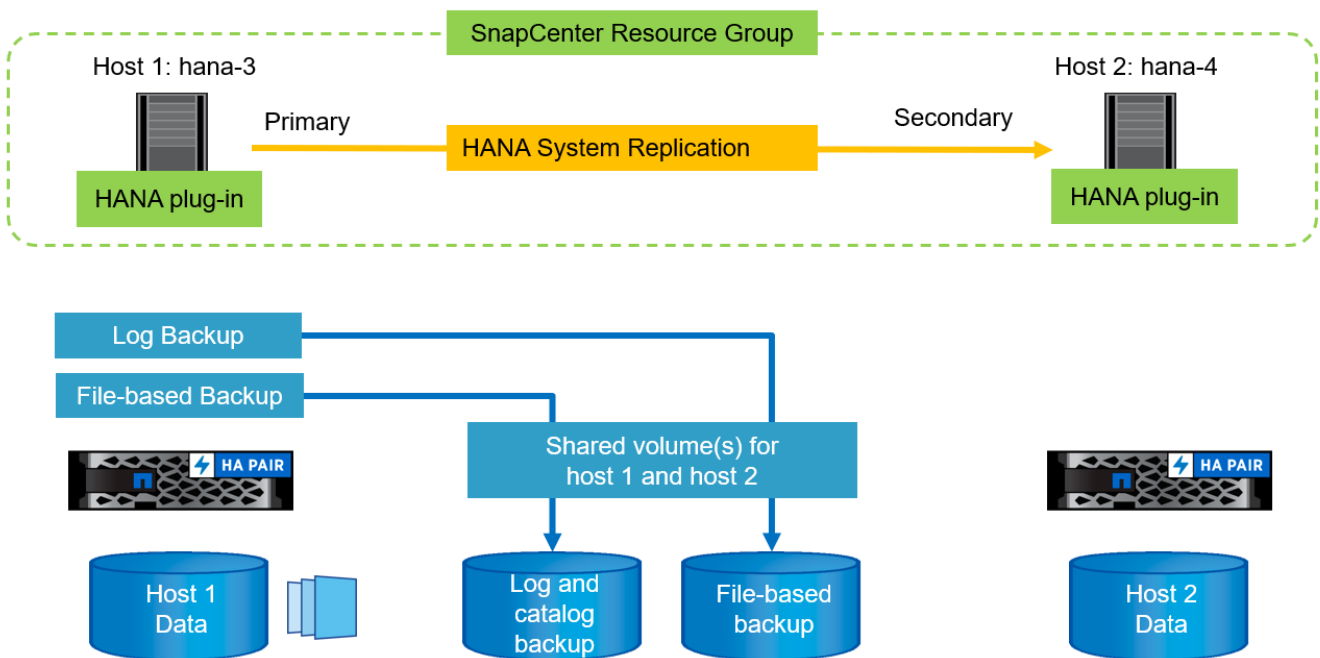 SnapCenter Resource Group
Host 1: hana-3
Host 2: hana-4
Primary
HANA System Replication
Secondary
HANA plug-in
HANA plug-in
Log Backup
File-based Backup
Shared volume(s) for
host 1 and host 2
HA PAIR
HA PAIR
Host 1
Data
Log and
catalog
backup
File-based
backup
Host 2
Data